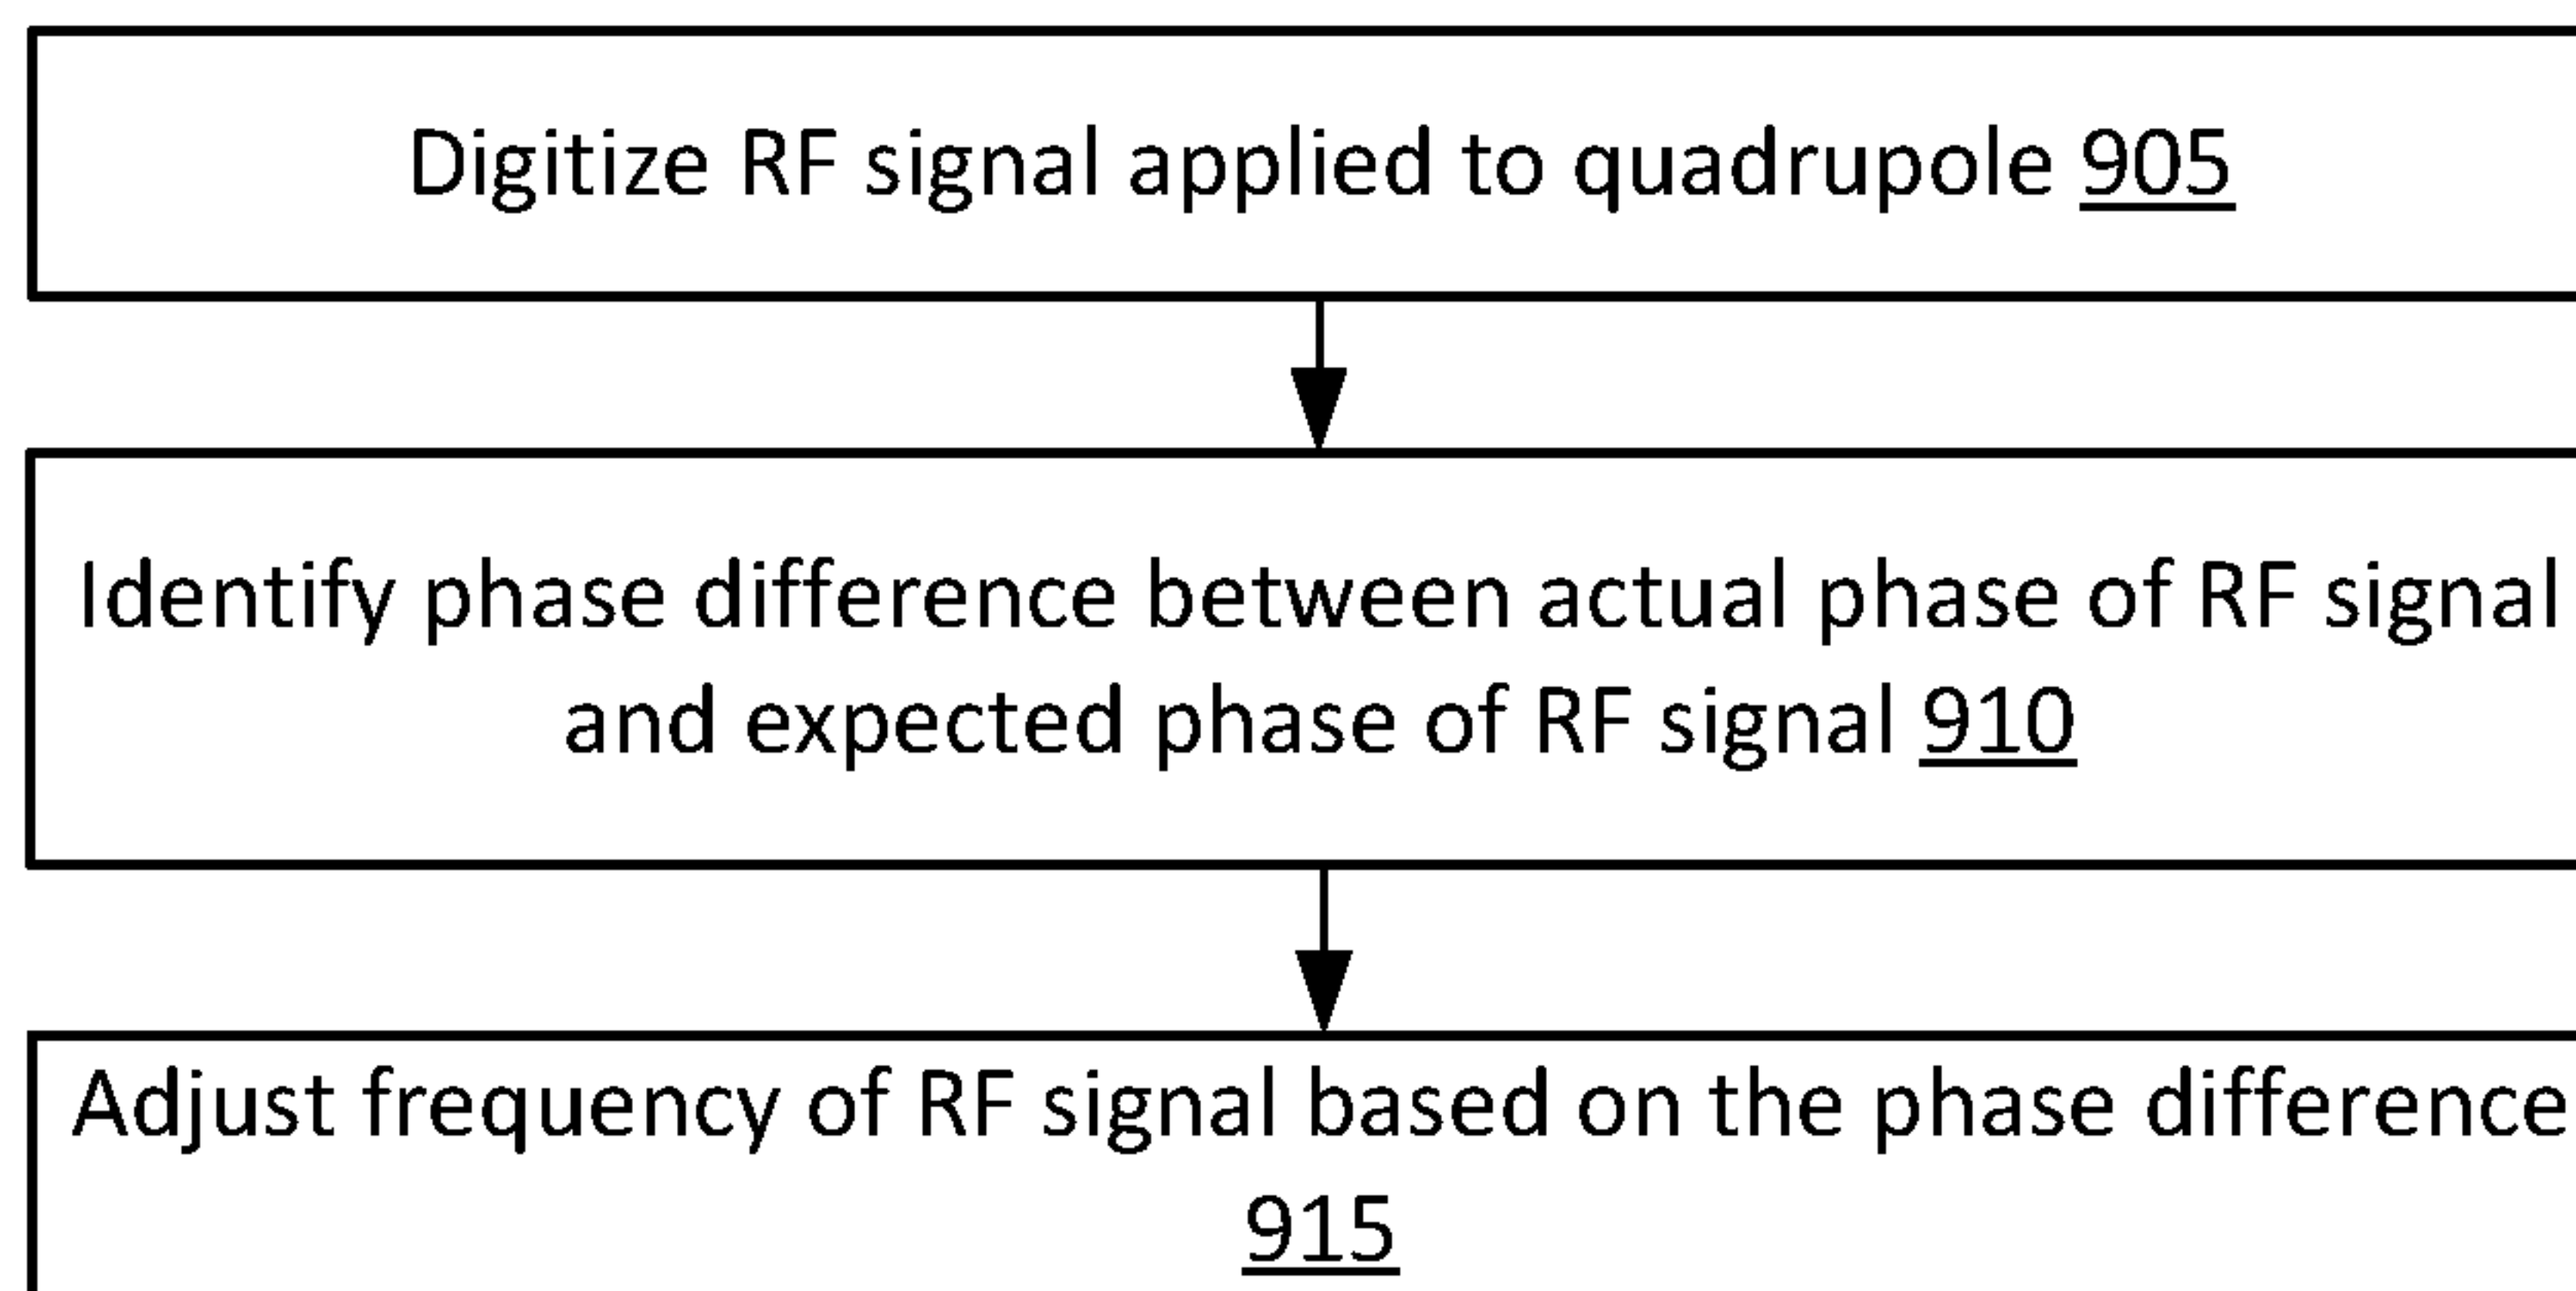 Digitize RF signal applied to quadrupole 905
Identify phase difference between actual phase of RF signal
and expected phase of RF signal 910
Adjust frequency of RF signal based on the phase difference
915